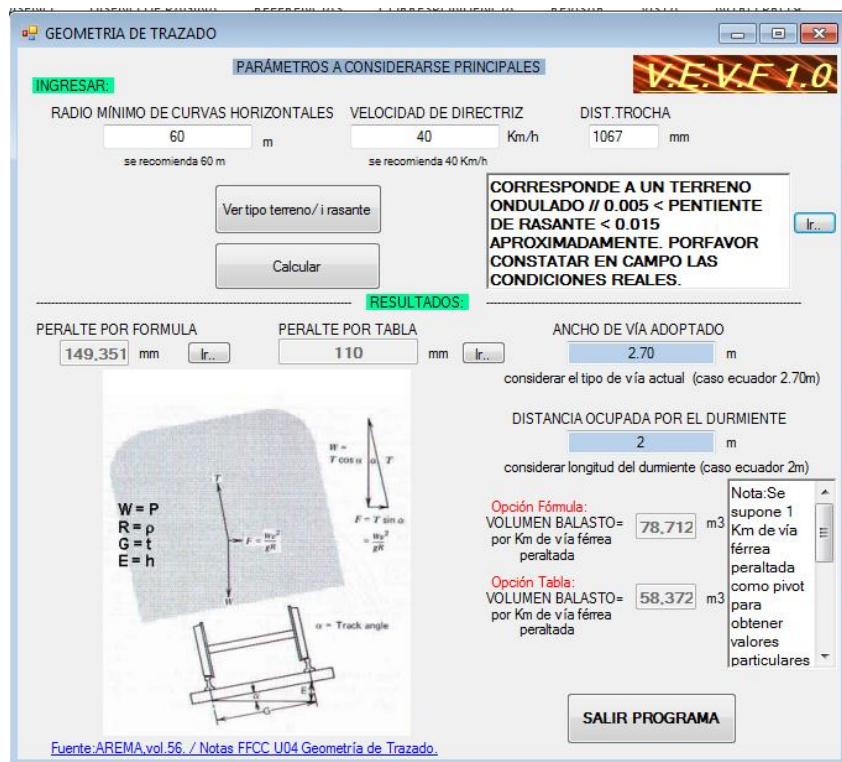 GEOMETRIA DE TRAZADO
PARÁMETROS A CONSIDERARSE PRINCIPALES
V.E.V.F 1.0
INGRESAR:
RADIO MÍNIMO DE CURVAS HORIZONTALES
VELOCIDAD DE DIRECTRIZ
DIST.TROCHA
60 m
40 Km/h
1067 mm
se recomienda 60 m
se recomienda 40 Km/h
Ver tipo terreno/ i rasante
CORRESPONDE A UN TERRENO
ONDULADO // 0.005 < PENTIENTE
DE RASANTE < 0.015
APROXIMADAMENTE. PORFAVOR
CONSTATAR EN CAMPO LAS
CONDICIONES REALES.
Ir..
Calcular
RESULTADOS:
PERALTE POR FORMULA
PERALTE POR TABLA
ANCHO DE VÍA ADOPTADO
149,351 mm Ir..
110 mm Ir..
2.70 m
considerar el tipo de vía actual (caso ecuador 2.70m)
DISTANCIA OCUPADA POR EL DURMIENTE
2 m
considerar longitud del durmiente (caso ecuador 2m)
W =
T cos α
α
T
T
W = P
R = ρ
G = t
E = h
F = Wv²/gR
F = T sin α
= Wv²/gR
W
α = Track angle
α
E
G
Opción Fórmula:
VOLUMEN BALASTO=
por Km de vía férrea
peraltada
78,712 m3
Opción Tabla:
VOLUMEN BALASTO=
por Km de vía férrea
peraltada
58,372 m3
Nota:Se
supone 1
Km de vía
férrea
peraltada
como pivot
para
obtener
valores
particulares
SALIR PROGRAMA
Fuente:AREMA,vol.56. / Notas FFCC U04 Geometría de Trazado.